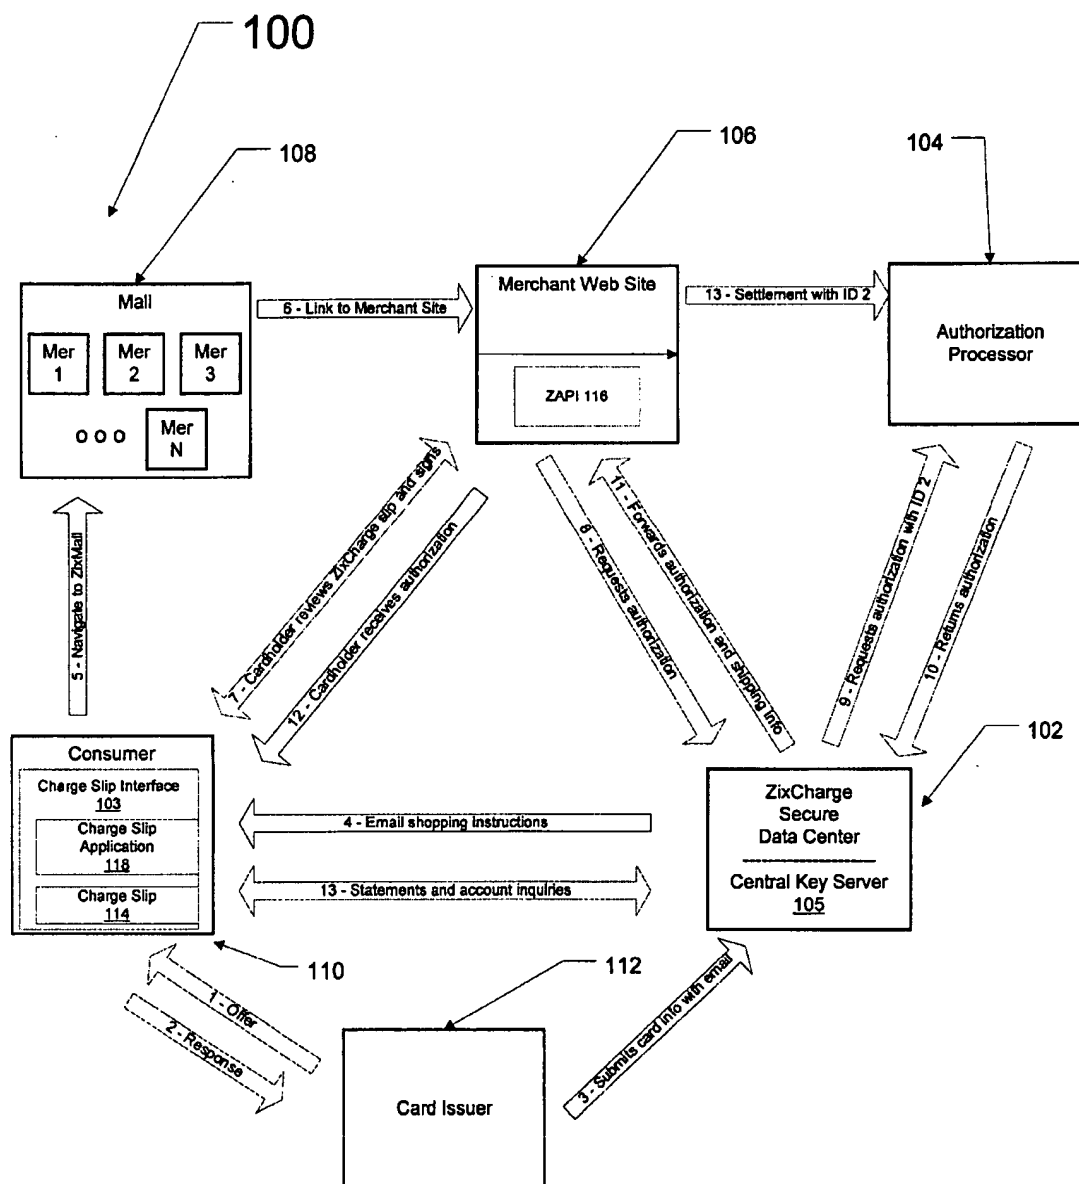 100
108
106
104
Mall
Mer
1
Mer
2
Mer
3
o o o
Mer
N
6 - Link to Merchant Site
Merchant Web Site
ZAPI 116
13 - Settlement with ID 2
Authorization
Processor
5 - Navigate to ZixMall
7 - Cardholder reviews ZixCharge slip and signs
12 - Cardholder receives authorization
8 - Requests authorization
11 - Forwards authorization and shipping info
9 - Requests authorization with ID 2
10 - Returns authorization
102
Consumer
Charge Slip Interface
103
Charge Slip
Application
118
Charge Slip
114
4 - Email shopping instructions
13 - Statements and account inquiries
ZixCharge
Secure
Data Center
Central Key Server
105
110
112
1 - Offer
2 - Response
3 - Submits card info with email
Card Issuer